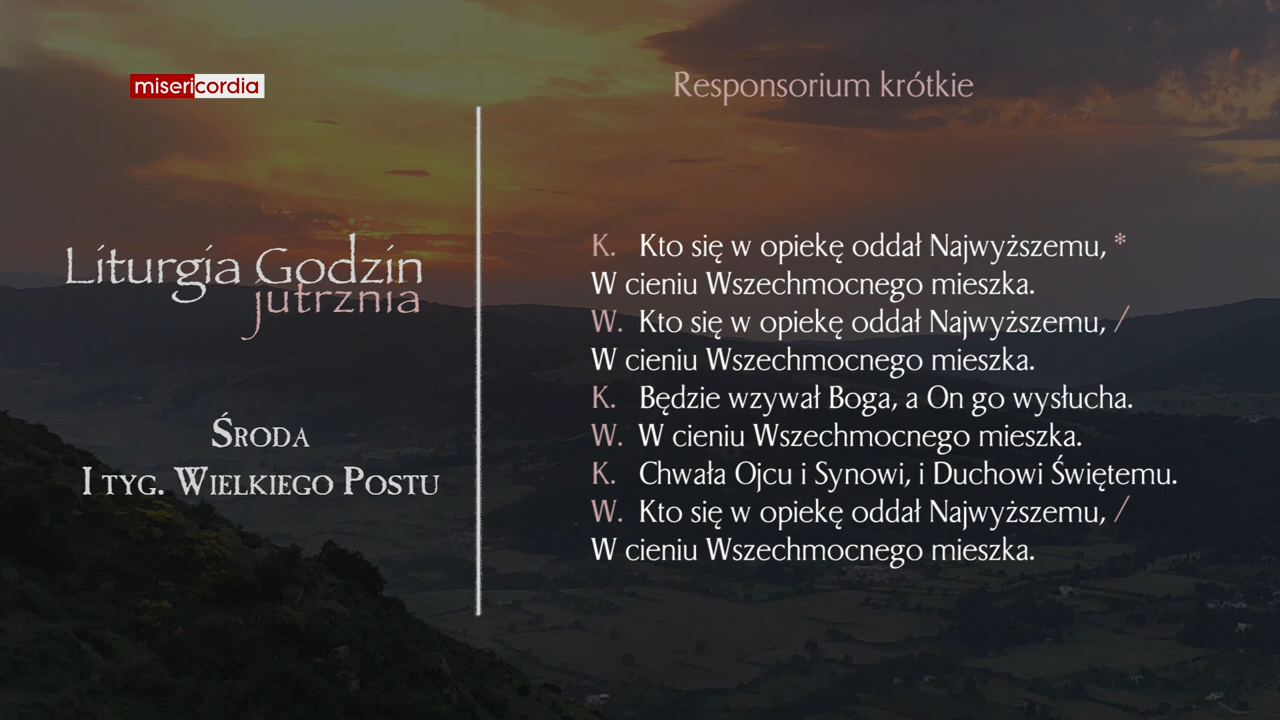 misericordia
Liturgia Godzin
jutrznia
Środa
I tyg. Wielkiego Postu
Responsorium krótkie
K. Kto się w opiekę oddał Najwyższemu, *
W cieniu Wszechmocnego mieszka.
W. Kto się w opiekę oddał Najwyższemu, /
W cieniu Wszechmocnego mieszka.
K. Będzie wzywał Boga, a On go wysłucha.
W. W cieniu Wszechmocnego mieszka.
K. Chwała Ojcu i Synowi, i Duchowi Świętemu.
W. Kto się w opiekę oddał Najwyższemu, /
W cieniu Wszechmocnego mieszka.